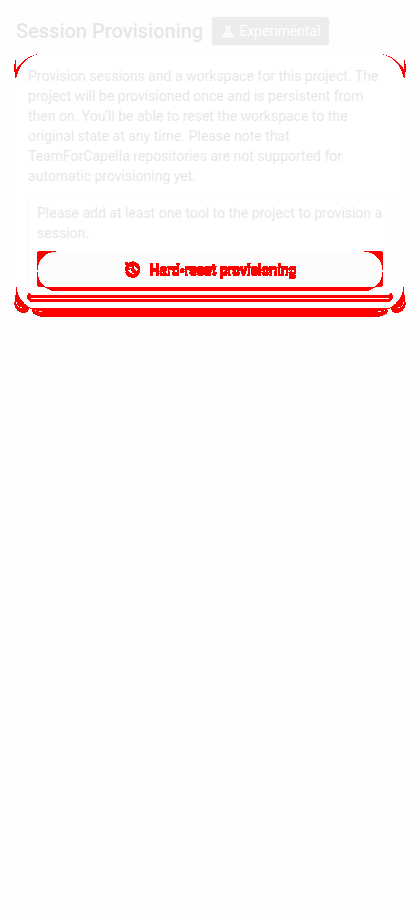 Session Provisioning Experimental
Provision sessions and a workspace for this project. The
project will be provisioned once and is persistent from
then on. You'll be able to reset the workspace to the
original state at any time. Please note that
TeamForCapella repositories are not supported for
automatic provisioning yet.
Please add at least one tool to the project to provision a
session.
Hard-reset provisioning